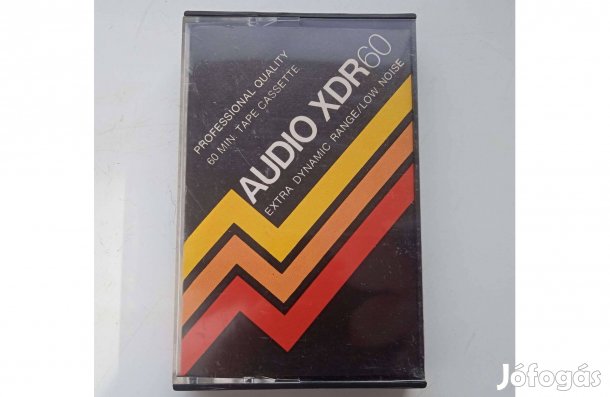 PROFESSIONAL QUALITY
60 MIN. TAPE CASSETTE
AUDIO XDR60
EXTRA DYNAMIC RANGE/LOW NOISE
Jófogás